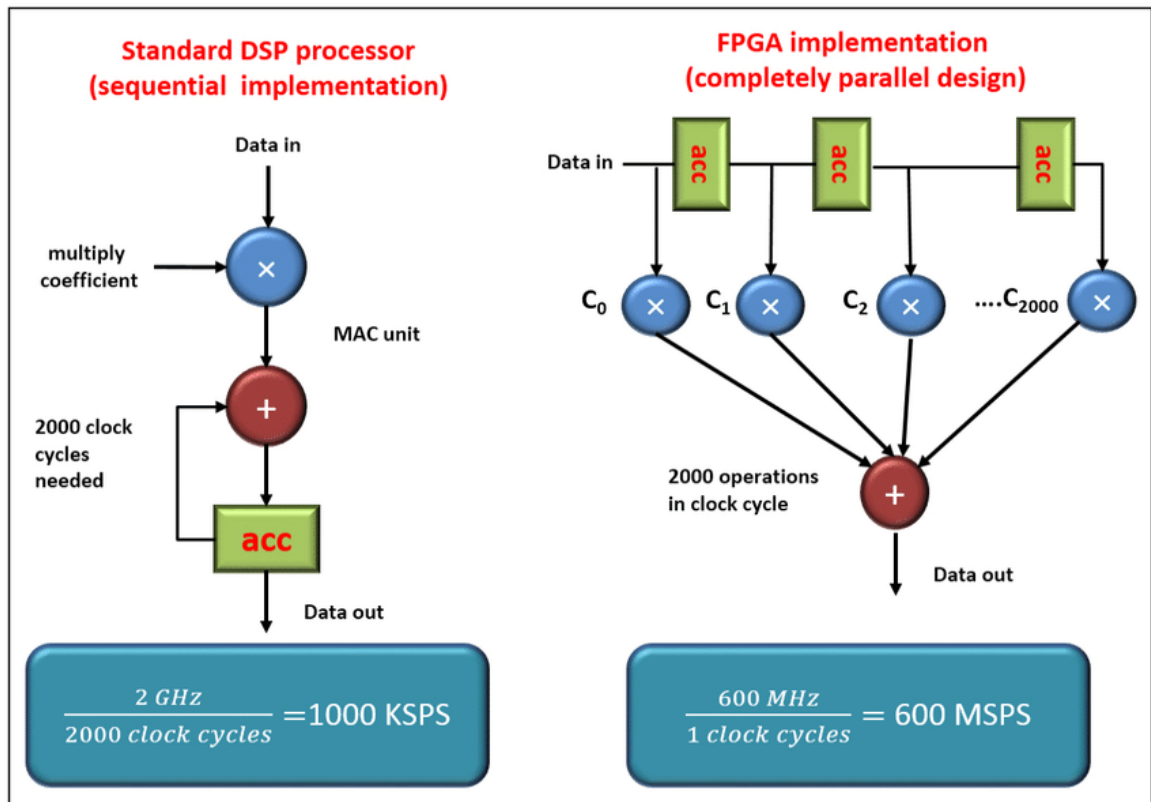 Standard DSP processor
(sequential implementation)
Data in
multiply
coefficient
×
MAC unit
+
2000 clock
cycles
needed
acc
Data out
2 GHz
2000 clock cycles
=1000 KSPS
FPGA implementation
(completely parallel design)
Data in
acc
acc
acc
C₀
×
C₁
×
C₂
×
....C₂₀₀₀
×
2000 operations
in clock cycle
+
Data out
600 MHz
1 clock cycles
= 600 MSPS